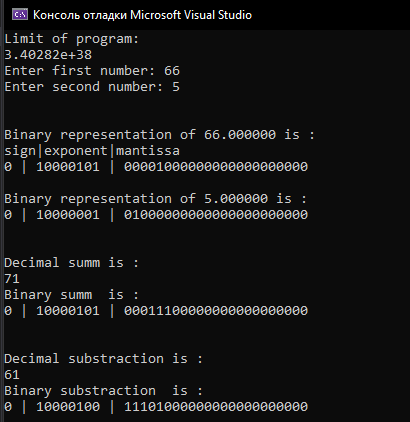 Консоль отладки Microsoft Visual Studio
Limit of program:
3.40282e+38
Enter first number: 66
Enter second number: 5
Binary representation of 66.000000 is :
sign|exponent|mantissa
0 | 10000101 | 00001000000000000000000
Binary representation of 5.000000 is :
0 | 10000001 | 01000000000000000000000
Decimal summ is :
71
Binary summ  is :
0 | 10000101 | 00011100000000000000000
Decimal substraction is :
61
Binary substraction  is :
0 | 10000100 | 11101000000000000000000